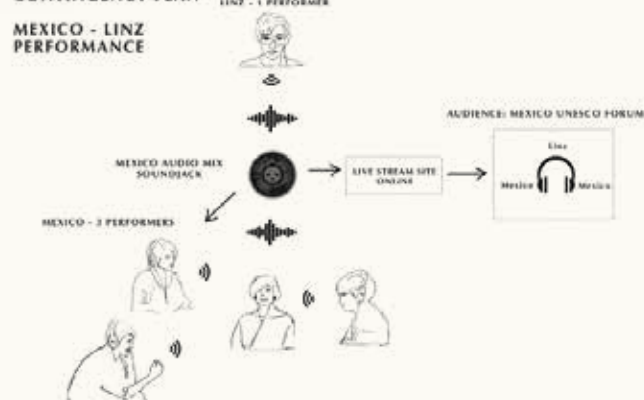 LINZ - 1 PERFORMER
MEXICO - LINZ
PERFORMANCE
AUDIENCE: MEXICO UNESCO FORUM
Linz
MEXICO AUDIO MIX
SOUNDJACK
LIVE STREAM SITE
ONLINE
Mexico
Mexico
MEXICO - 3 PERFORMERS